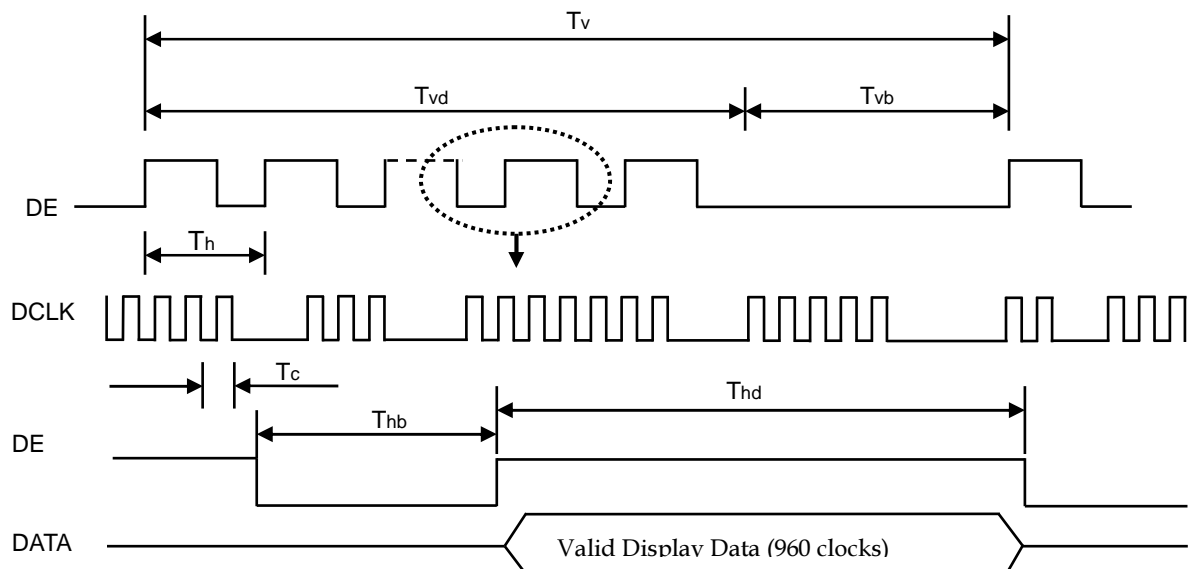 Tv
Tvd
Tvb
DE
Th
DCLK
Tc
Thd
Thb
DE
DATA
Valid Display Data (960 clocks)